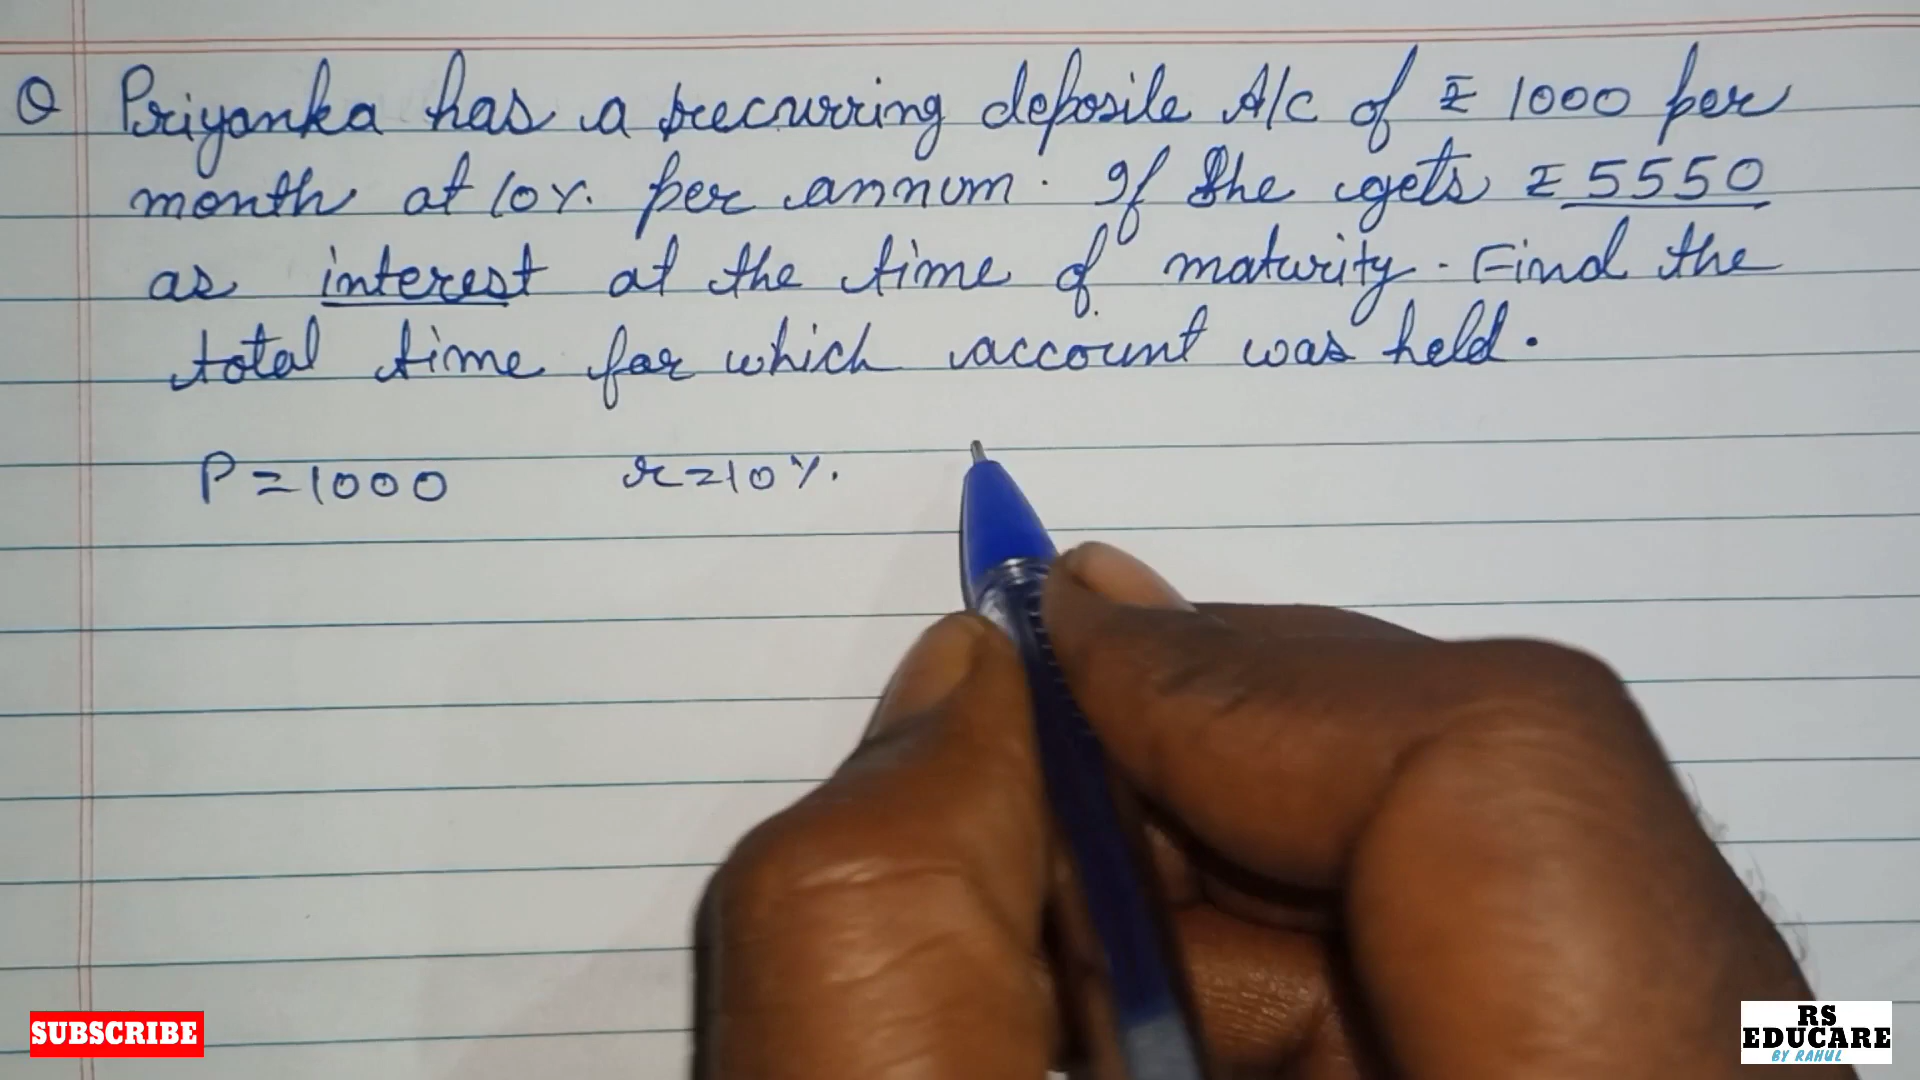 Q Priyanka has a recurring deposite A/c of ₹ 1000 per
month at 10%. per annum. If She gets ₹ 5550
as interest at the time of maturity. Find the
total time for which account was held.
P = 1000 r = 10%.
SUBSCRIBE
RS
EDUCARE
BY RAHUL